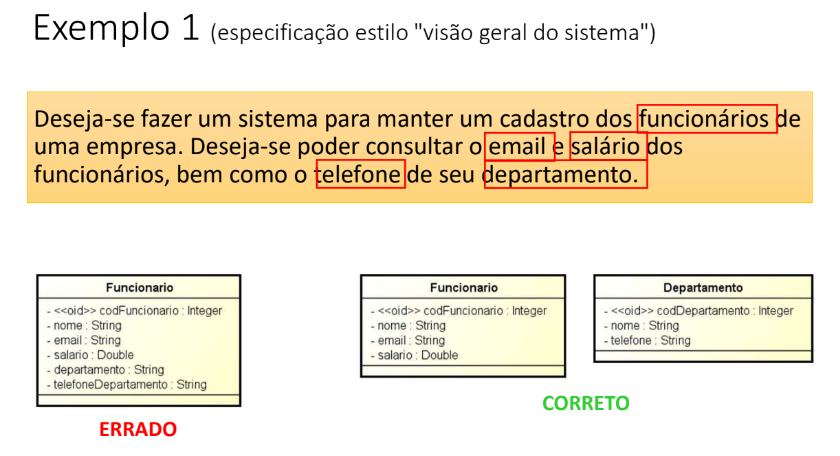 Exemplo 1 (especificação estilo "visão geral do sistema")
Deseja-se fazer um sistema para manter um cadastro dos funcionários de
uma empresa. Deseja-se poder consultar o email e salário dos
funcionários, bem como o telefone de seu departamento.
Funcionario
- <<oid>> codFuncionario : Integer
- nome : String
- email : String
- salario : Double
- departamento : String
- telefoneDepartamento : String
ERRADO
Funcionario
- <<oid>> codFuncionario : Integer
- nome : String
- email : String
- salario : Double
Departamento
- <<oid>> codDepartamento : Integer
- nome : String
- telefone : String
CORRETO